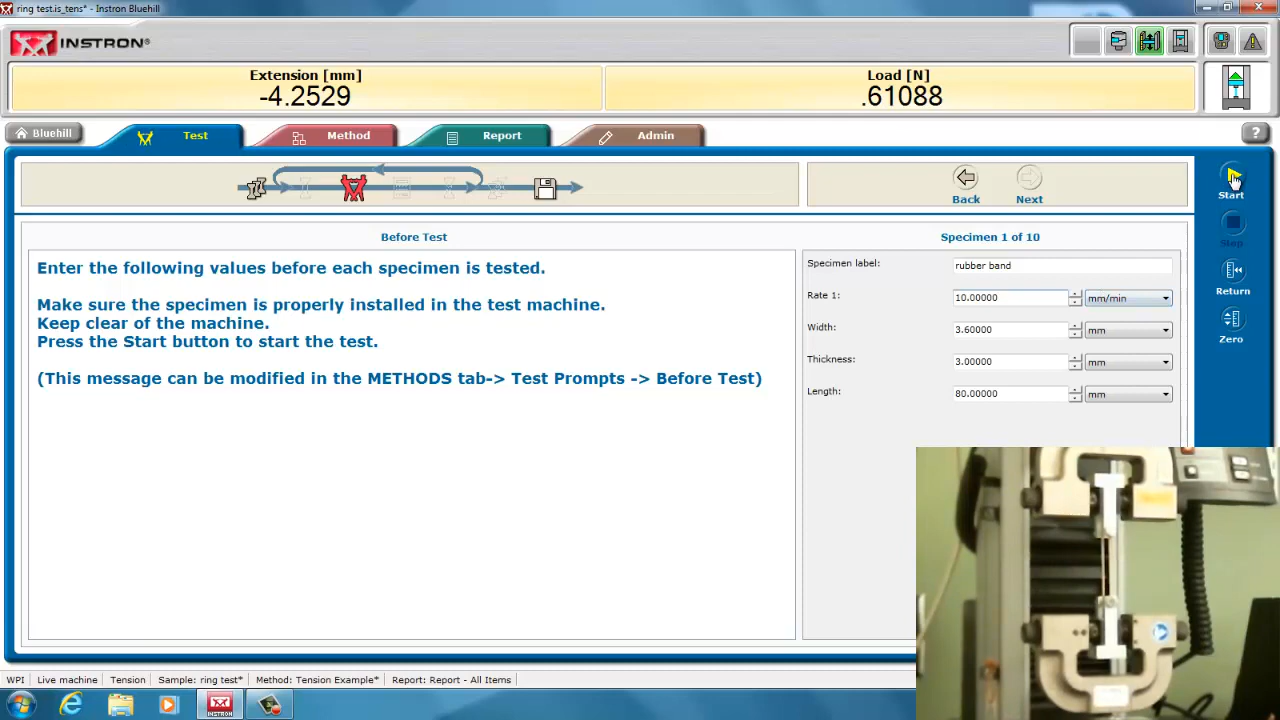 ring test.is_tens* - Instron Bluehill
INSTRON®
Extension [mm]
-4.2529
Load [N]
.61088
Bluehill
Test
Method
Report
Admin
?
Back
Next
Start
Stop
Return
Zero
Before Test
Enter the following values before each specimen is tested.
Make sure the specimen is properly installed in the test machine.
Keep clear of the machine.
Press the Start button to start the test.
(This message can be modified in the METHODS tab-> Test Prompts -> Before Test)
Specimen 1 of 10
Specimen label: rubber band
Rate 1: 10.00000 mm/min
Width: 3.60000 mm
Thickness: 3.00000 mm
Length: 80.00000 mm
WPI Live machine Tension Sample: ring test* Method: Tension Example* Report: Report - All Items
INSTRON